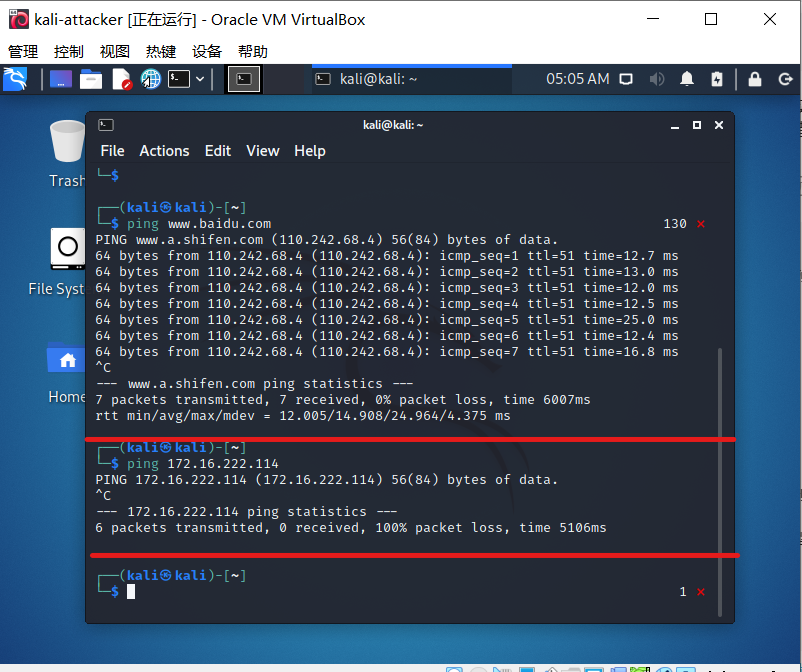 kali-attacker [正在运行] - Oracle VM VirtualBox
管理 控制 视图 热键 设备 帮助
kali@kali: ~ 05:05 AM
kali@kali: ~
File Actions Edit View Help
Trash
File Syst
Home
└─$
┌──(kali㉿kali)-[~]
└─$ ping www.baidu.com 130 ⨯
PING www.a.shifen.com (110.242.68.4) 56(84) bytes of data.
64 bytes from 110.242.68.4 (110.242.68.4): icmp_seq=1 ttl=51 time=12.7 ms
64 bytes from 110.242.68.4 (110.242.68.4): icmp_seq=2 ttl=51 time=13.0 ms
64 bytes from 110.242.68.4 (110.242.68.4): icmp_seq=3 ttl=51 time=12.0 ms
64 bytes from 110.242.68.4 (110.242.68.4): icmp_seq=4 ttl=51 time=12.5 ms
64 bytes from 110.242.68.4 (110.242.68.4): icmp_seq=5 ttl=51 time=25.0 ms
64 bytes from 110.242.68.4 (110.242.68.4): icmp_seq=6 ttl=51 time=12.4 ms
64 bytes from 110.242.68.4 (110.242.68.4): icmp_seq=7 ttl=51 time=16.8 ms
^C
--- www.a.shifen.com ping statistics ---
7 packets transmitted, 7 received, 0% packet loss, time 6007ms
rtt min/avg/max/mdev = 12.005/14.908/24.964/4.375 ms
┌──(kali㉿kali)-[~]
└─$ ping 172.16.222.114
PING 172.16.222.114 (172.16.222.114) 56(84) bytes of data.
^C
--- 172.16.222.114 ping statistics ---
6 packets transmitted, 0 received, 100% packet loss, time 5106ms
┌──(kali㉿kali)-[~]
└─$ 1 ⨯